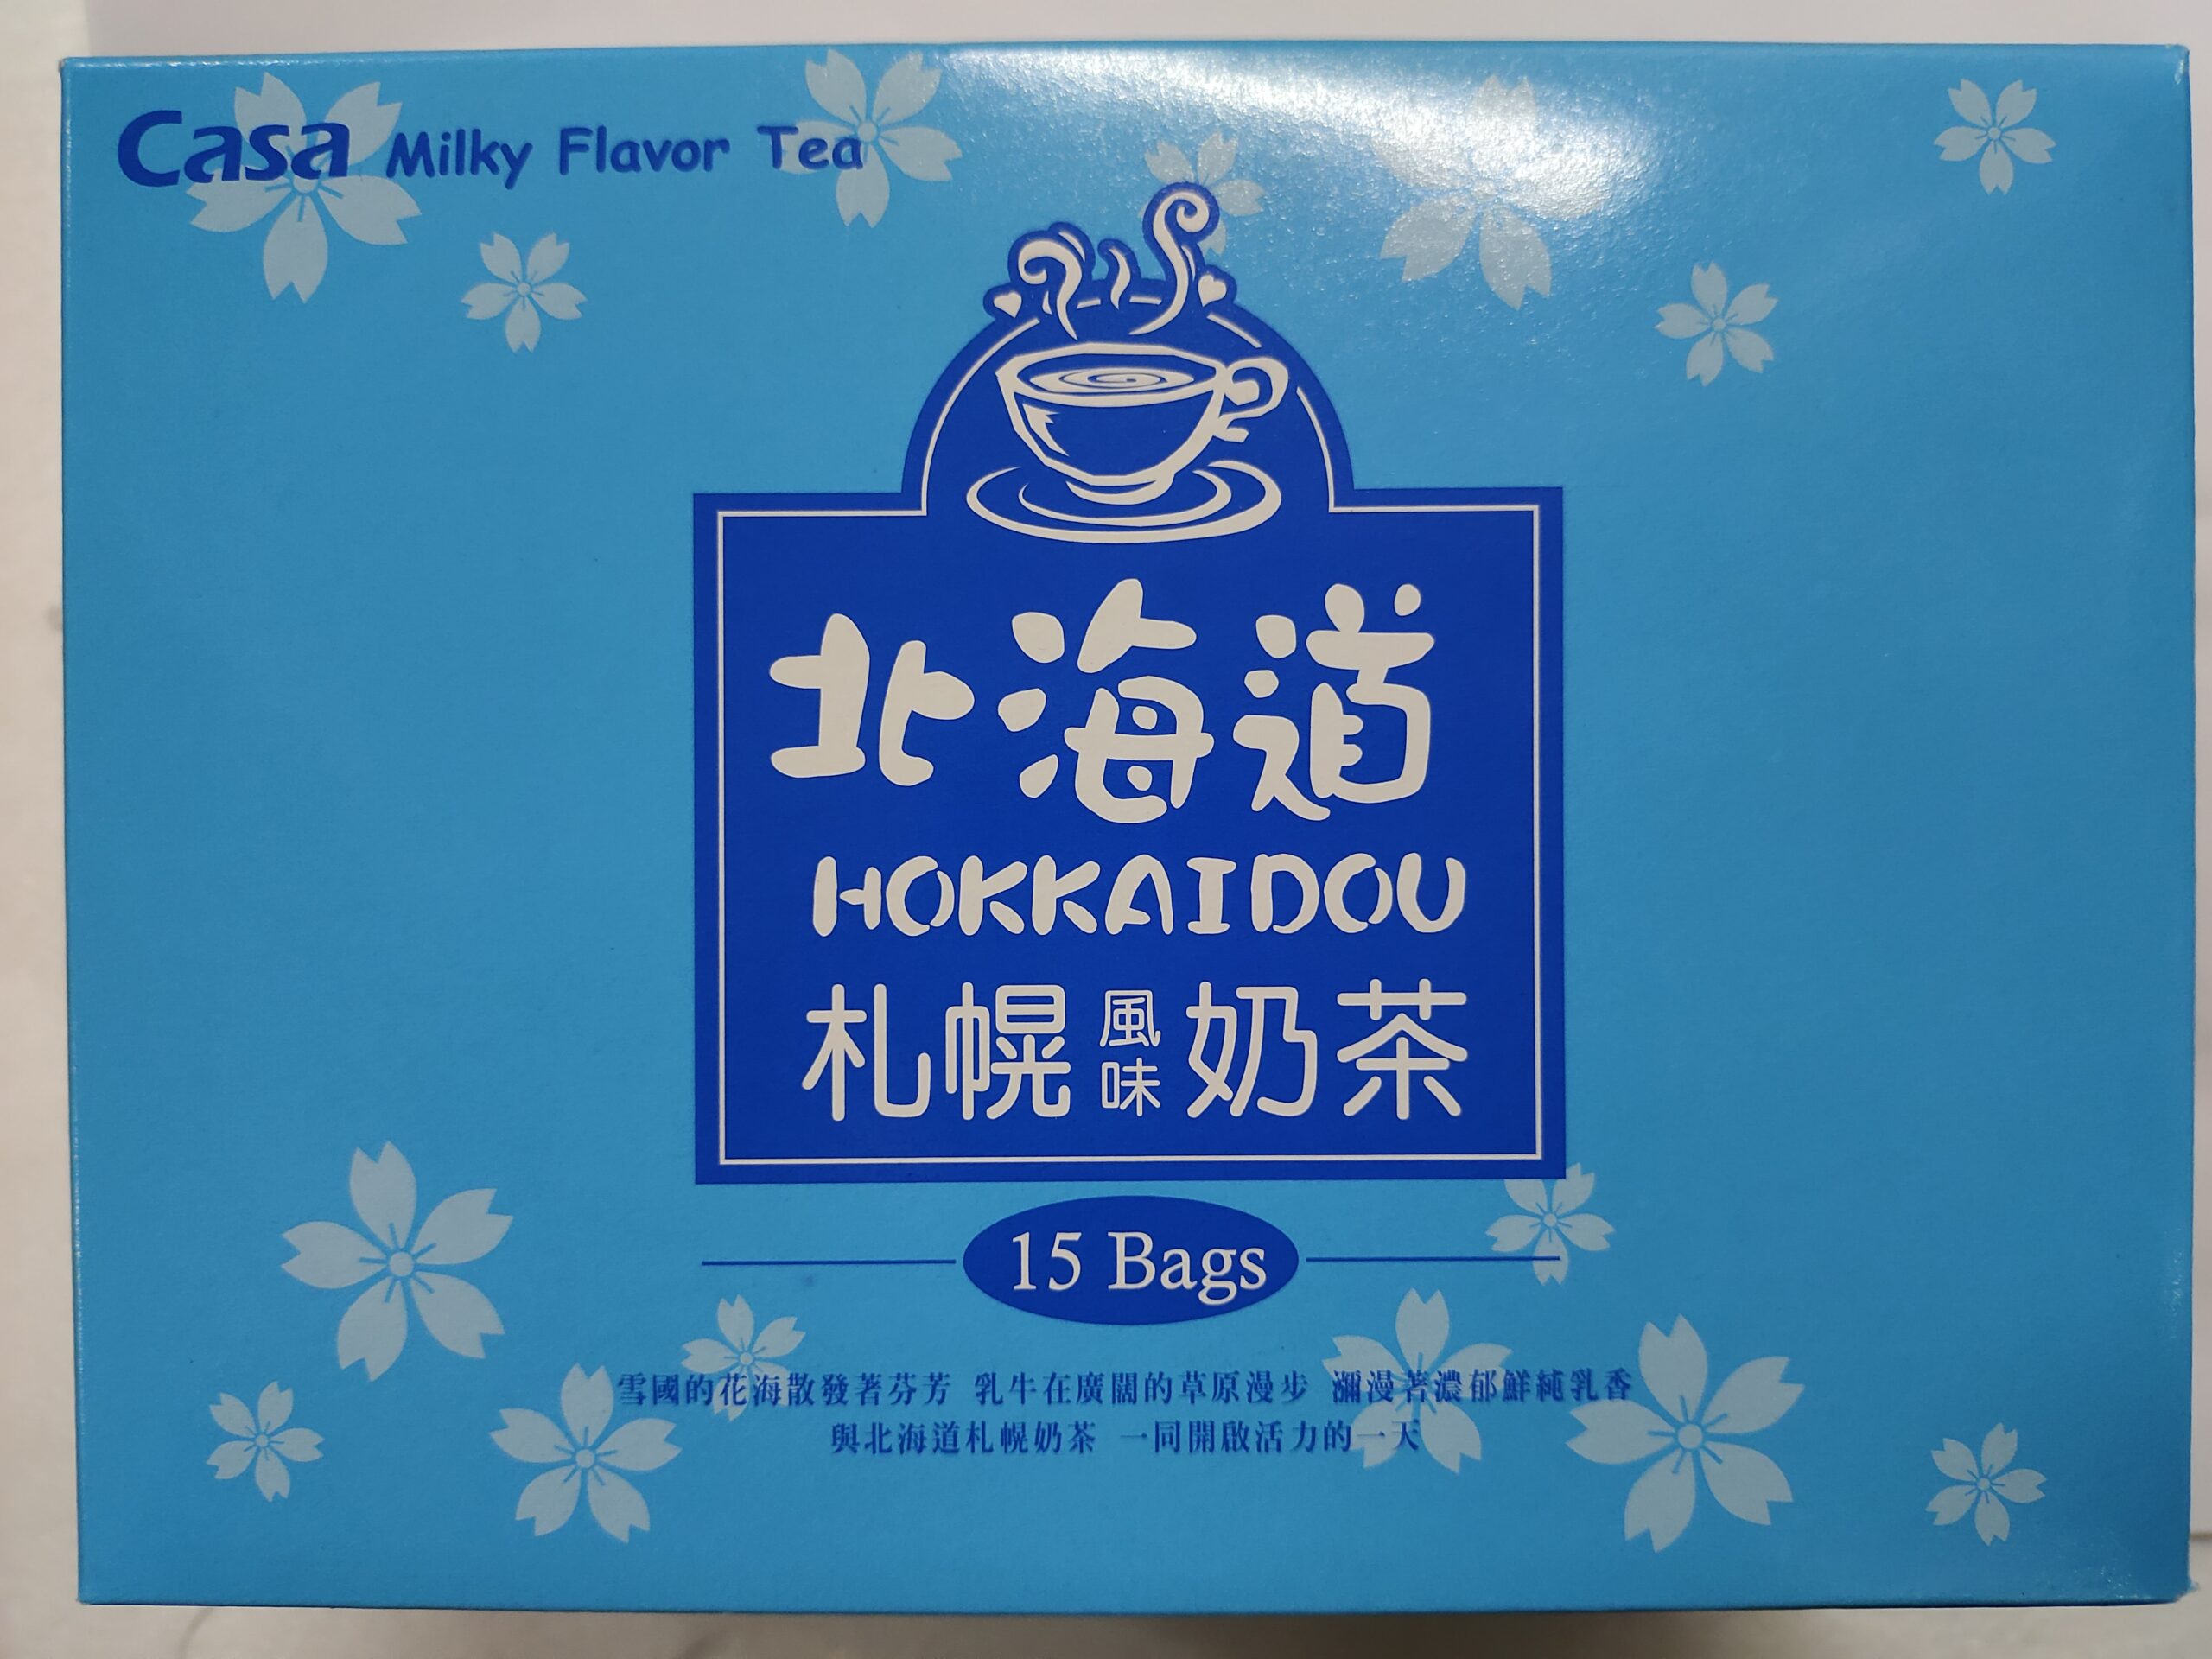 Casa Milky Flavor Tea
北海道
HOKKAIDOU
札幌風味奶茶
15 Bags
雪國的花海散發著芬芳 乳牛在廣闊的草原漫步 瀰漫著濃郁鮮純乳香
與北海道札幌奶茶 一同開啟活力的一天